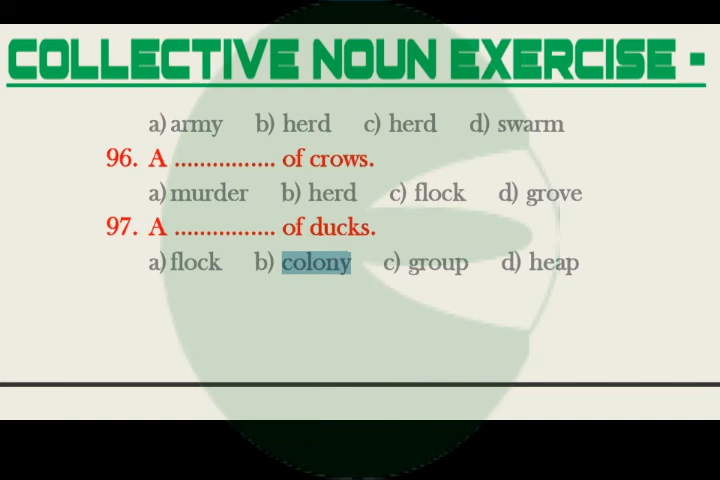 COLLECTIVE NOUN EXERCISE -
a) army b) herd c) herd d) swarm
96. A ................ of crows.
a) murder b) herd c) flock d) grove
97. A ................ of ducks.
a) flock b) colony c) group d) heap